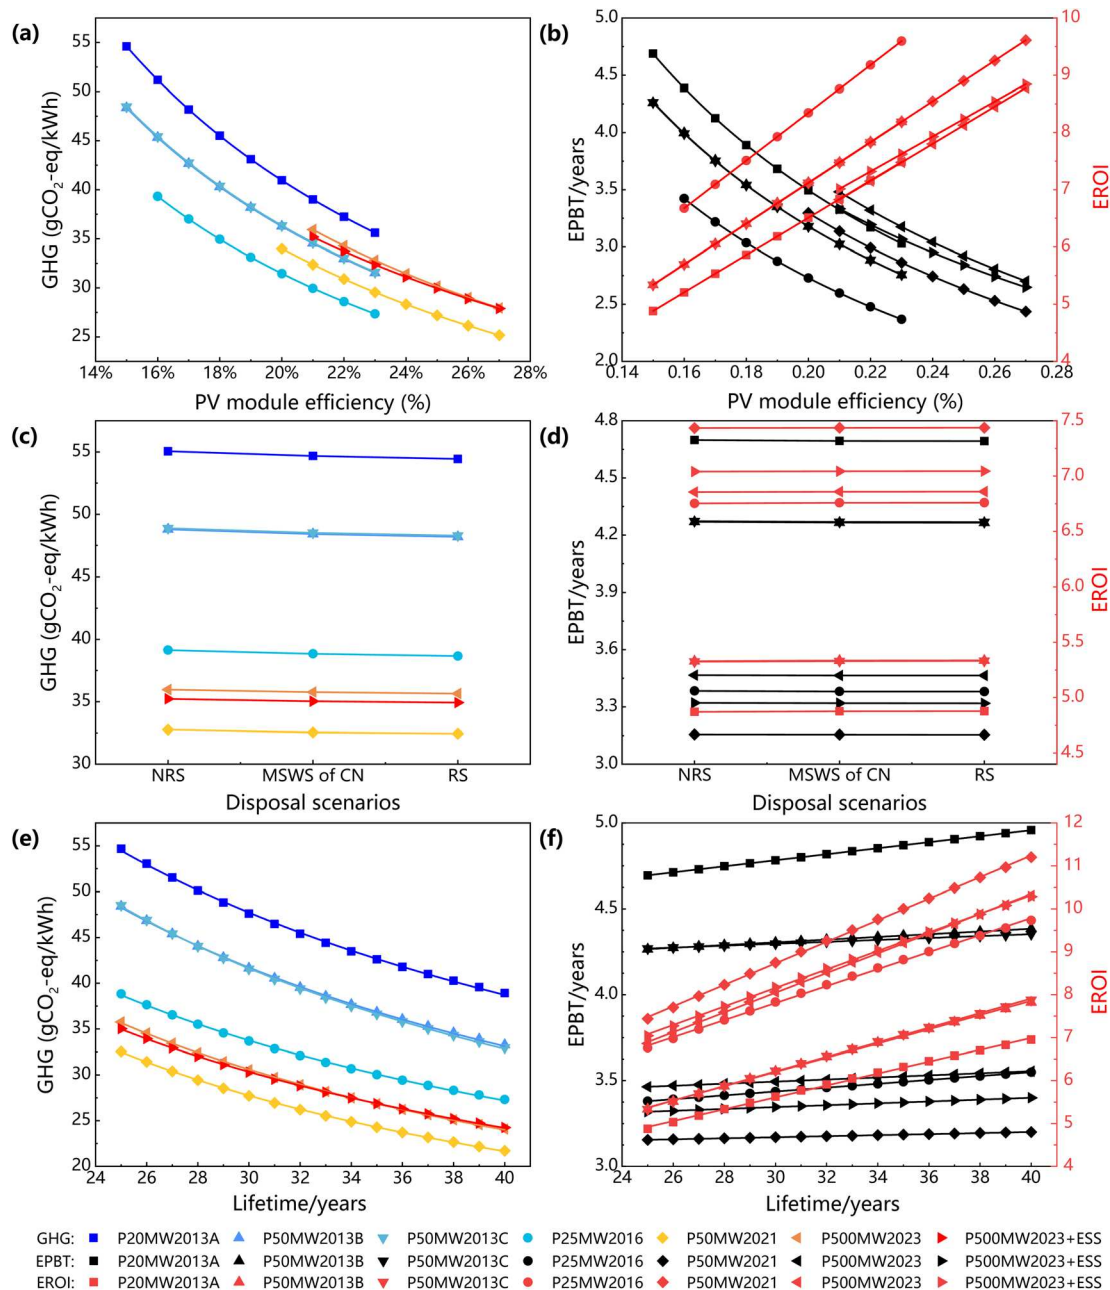 (a)
55
50
45
40
35
30
25
GHG (gCO₂-eq/kWh)
14% 16% 18% 20% 22% 24% 26% 28%
PV module efficiency (%)
(b)
5.0
4.5
4.0
3.5
3.0
2.5
2.0
EPBT/years
10
9
8
7
6
5
4
EROI
0.14 0.16 0.18 0.20 0.22 0.24 0.26 0.28
PV module efficiency (%)
(c)
55
50
45
40
35
30
GHG (gCO₂-eq/kWh)
NRS MSWS of CN RS
Disposal scenarios
(d)
4.8
4.5
4.2
3.9
3.6
3.3
3.0
EPBT/years
7.5
7.0
6.5
6.0
5.5
5.0
4.5
EROI
NRS MSWS of CN RS
Disposal scenarios
(e)
55
50
45
40
35
30
25
20
GHG (gCO₂-eq/kWh)
24 26 28 30 32 34 36 38 40
Lifetime/years
(f)
5.0
4.5
4.0
3.5
3.0
EPBT/years
12
11
10
9
8
7
6
5
4
EROI
24 26 28 30 32 34 36 38 40
Lifetime/years
GHG: P20MW2013A P50MW2013B P50MW2013C P25MW2016 P50MW2021 P500MW2023 P500MW2023+ESS
EPBT: P20MW2013A P50MW2013B P50MW2013C P25MW2016 P50MW2021 P500MW2023 P500MW2023+ESS
EROI: P20MW2013A P50MW2013B P50MW2013C P25MW2016 P50MW2021 P500MW2023 P500MW2023+ESS